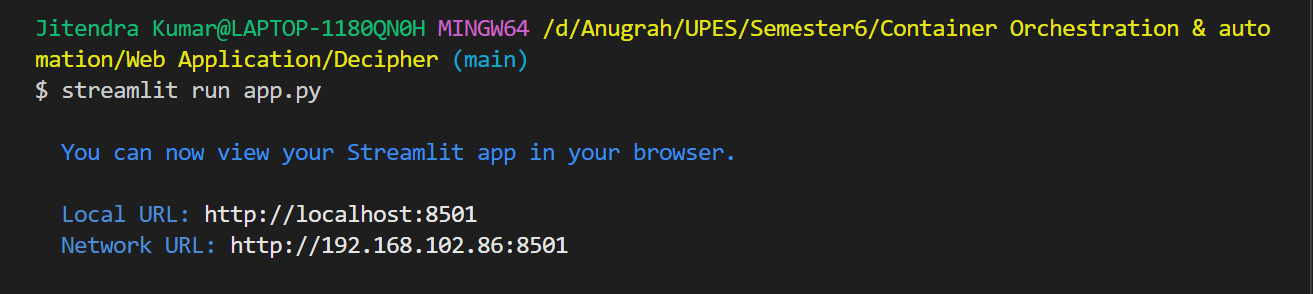 Jitendra Kumar@LAPTOP-1180QN0H MINGW64 /d/Anugrah/UPES/Semester6/Container Orchestration & auto
mation/Web Application/Decipher (main)
$ streamlit run app.py
You can now view your Streamlit app in your browser.
Local URL: http://localhost:8501
Network URL: http://192.168.102.86:8501